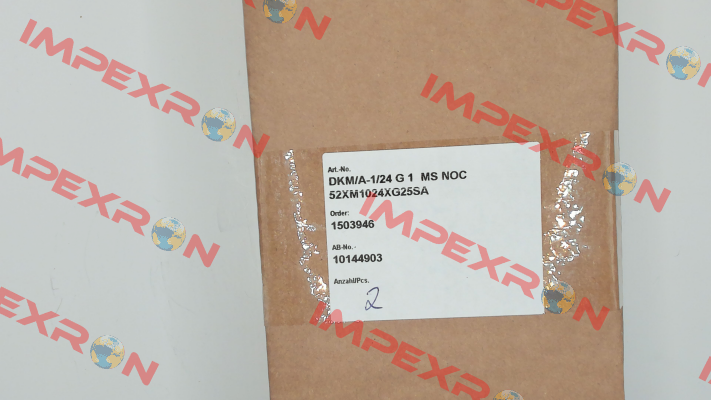 Art.-No.
DKM/A-1/24 G 1 MS NOC
52XM1024XG25SA
Order:
1503946
AB-No.-
10144903
Anzahl/Pcs.
2
IMPEXRON
IMPEXRON
IMPEXRON
IMPEXRON
IMPEXRON
IMPEXRON
IMPEXRON